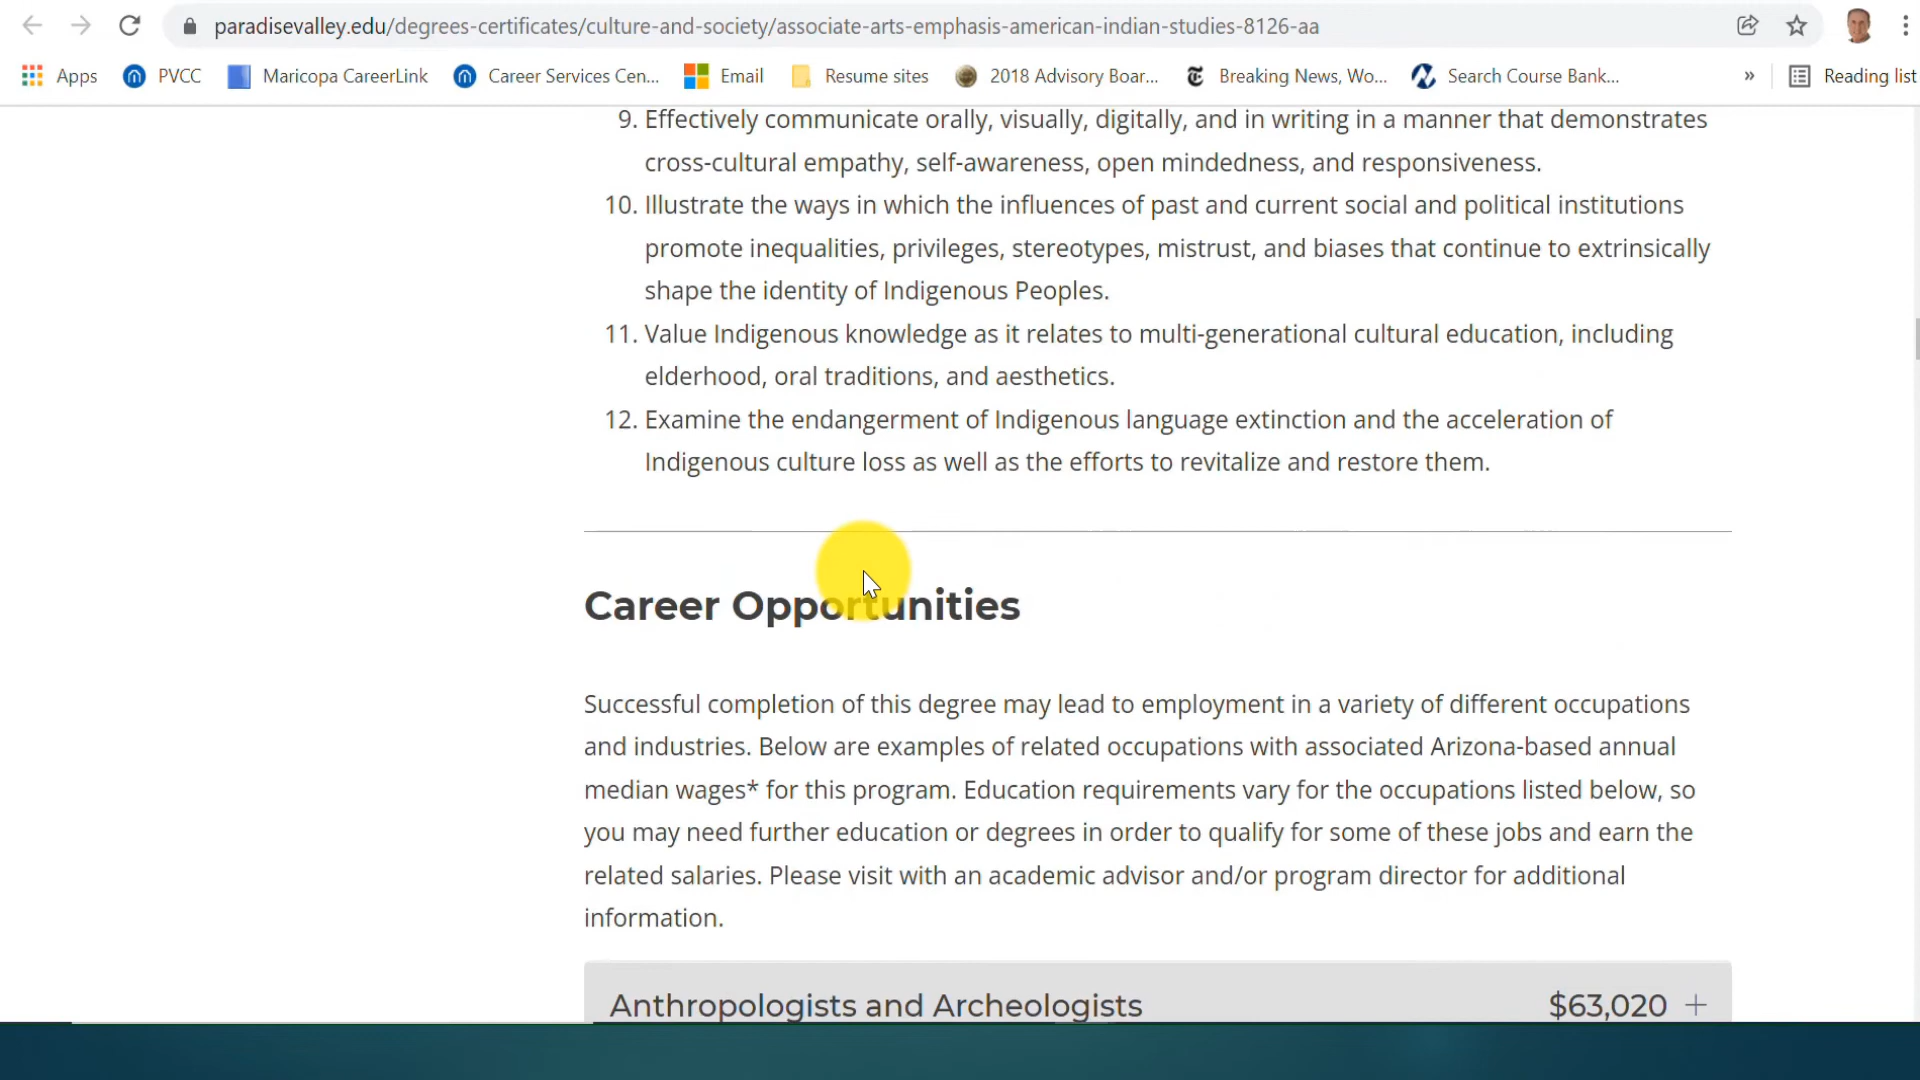 paradisevalley.edu/degrees-certificates/culture-and-society/associate-arts-emphasis-american-indian-studies-8126-aa
Apps PVCC Maricopa CareerLink Career Services Cen... Email Resume sites 2018 Advisory Boar... Breaking News, Wo... Search Course Bank... » Reading list
9. Effectively communicate orally, visually, digitally, and in writing in a manner that demonstrates
cross-cultural empathy, self-awareness, open mindedness, and responsiveness.
10. Illustrate the ways in which the influences of past and current social and political institutions
promote inequalities, privileges, stereotypes, mistrust, and biases that continue to extrinsically
shape the identity of Indigenous Peoples.
11. Value Indigenous knowledge as it relates to multi-generational cultural education, including
elderhood, oral traditions, and aesthetics.
12. Examine the endangerment of Indigenous language extinction and the acceleration of
Indigenous culture loss as well as the efforts to revitalize and restore them.
Career Opportunities
Successful completion of this degree may lead to employment in a variety of different occupations
and industries. Below are examples of related occupations with associated Arizona-based annual
median wages* for this program. Education requirements vary for the occupations listed below, so
you may need further education or degrees in order to qualify for some of these jobs and earn the
related salaries. Please visit with an academic advisor and/or program director for additional
information.
Anthropologists and Archeologists $63,020 +